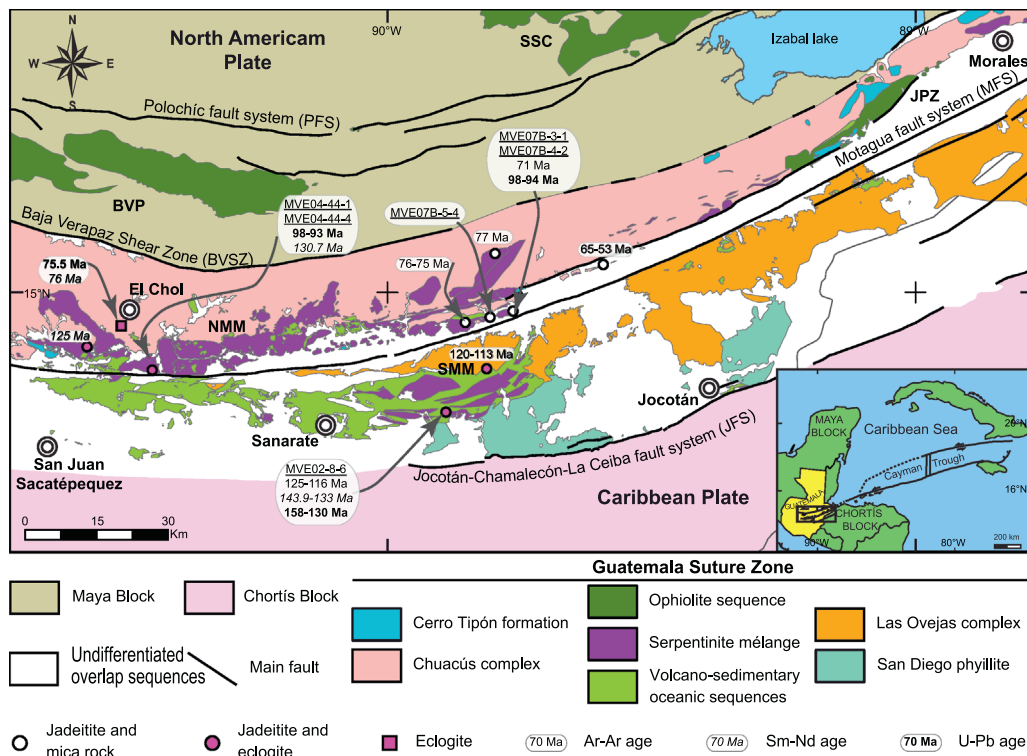 N
W E
S
North Americam
Plate
90°W
SSC
Izabal lake
89°W
Morales
JPZ
Polochíc fault system (PFS)
Motagua fault system (MFS)
MVE07B-3-1
MVE07B-4-2
71 Ma
98-94 Ma
BVP
MVE04-44-1
MVE04-44-4
98-93 Ma
130.7 Ma
MVE07B-5-4
Baja Verapaz Shear Zone (BVSZ)
77 Ma
65-53 Ma
75.5 Ma
76 Ma
76-75 Ma
El Chol
15°N
NMM
125 Ma
120-113 Ma
SMM
Jocotán
Sanarate
San Juan
Sacatépequez
Jocotán-Chamalecón-La Ceiba fault system (JFS)
MVE02-8-6
125-116 Ma
143.9-133 Ma
158-130 Ma
Caribbean Plate
0 15 30
Km
MAYA
BLOCK
Caribbean Sea
20°N
Cayman
Trough
16°N
GUATEMALA
CHORTÍS
BLOCK
90°W
80°W
200 km
Guatemala Suture Zone
Maya Block
Chortís Block
Cerro Tipón formation
Ophiolite sequence
Las Ovejas complex
Undifferentiated
overlap sequences
Main fault
Chuacús complex
Serpentinite mélange
San Diego phyllite
Volcano-sedimentary
oceanic sequences
Jadeitite and
mica rock
Jadeitite and
eclogite
Eclogite
70 Ma
Ar-Ar age
70 Ma
Sm-Nd age
70 Ma
U-Pb age